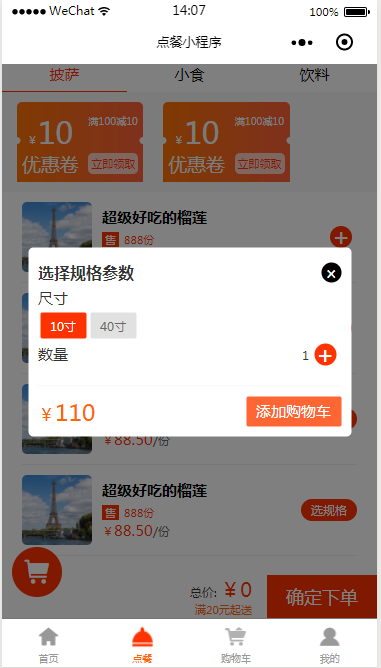 WeChat 14:07 100%
点餐小程序
披萨 小食 饮料
￥10 满100减10 ￥10 满100减10
优惠卷 立即领取 优惠卷 立即领取
超级好吃的榴莲
售 888份
选择规格参数
尺寸
10寸 40寸
数量 1
￥110 添加购物车
￥88.50/份
超级好吃的榴莲
售 888份
选规格
￥88.50/份
总价: ￥0
满20元起送
确定下单
首页 点餐 购物车 我的